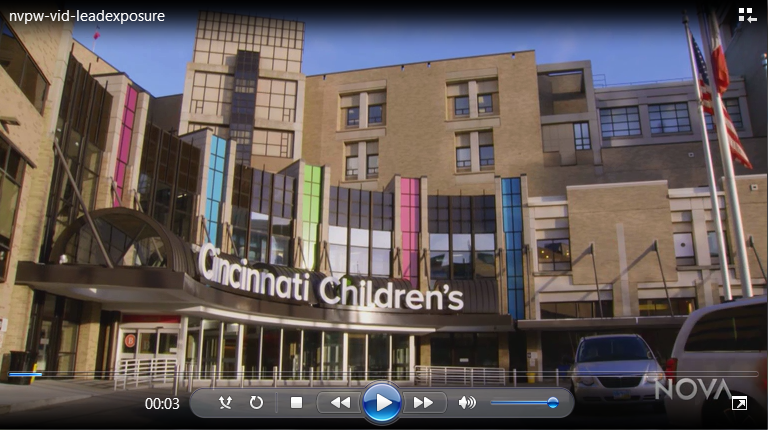 nvpw-vid-leadexposure
Cincinnati Children's
B
NOVA
00:03